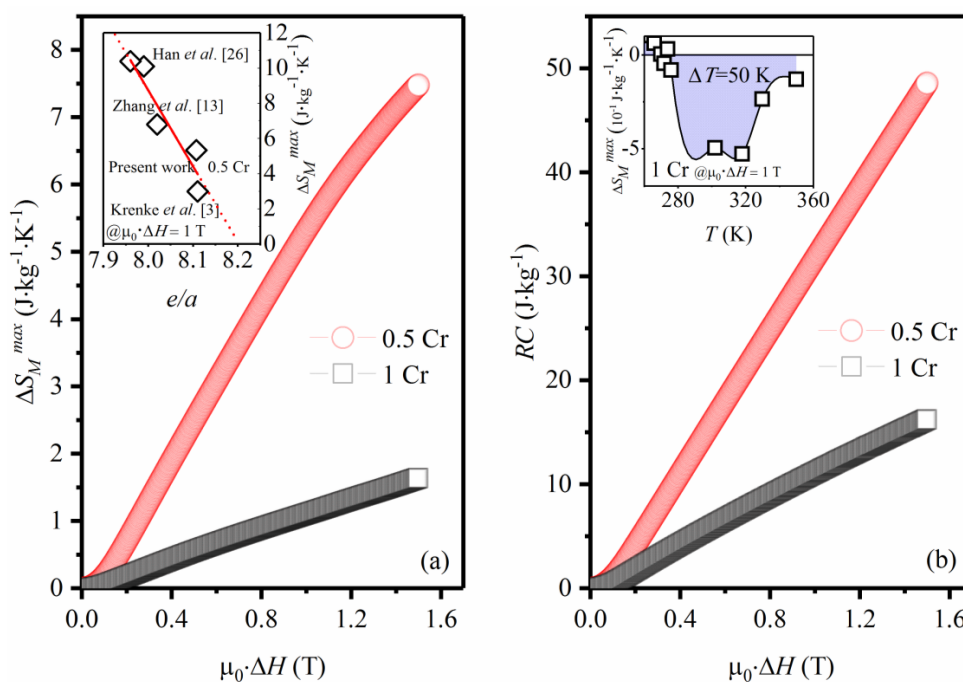 8
7
6
5
4
3
2
1
0
ΔS_M^max (J·kg⁻¹·K⁻¹)
0.0 0.4 0.8 1.2 1.6
μ₀·ΔH (T)
12
10
8
6
4
2
0
ΔS_M^max (J·kg⁻¹·K⁻¹)
Han et al. [26]
Zhang et al. [13]
Present work 0.5 Cr
Krenke et al. [3]
@μ₀·ΔH = 1 T
7.9 8.0 8.1 8.2
e/a
0.5 Cr
1 Cr
(a)
50
40
30
20
10
0
RC (J·kg⁻¹)
0.0 0.4 0.8 1.2 1.6
μ₀·ΔH (T)
0
-5
ΔS_M^max (10⁻¹ J·kg⁻¹·K⁻¹)
ΔT=50 K
1 Cr @μ₀·ΔH = 1 T
280 320 360
T (K)
0.5 Cr
1 Cr
(b)